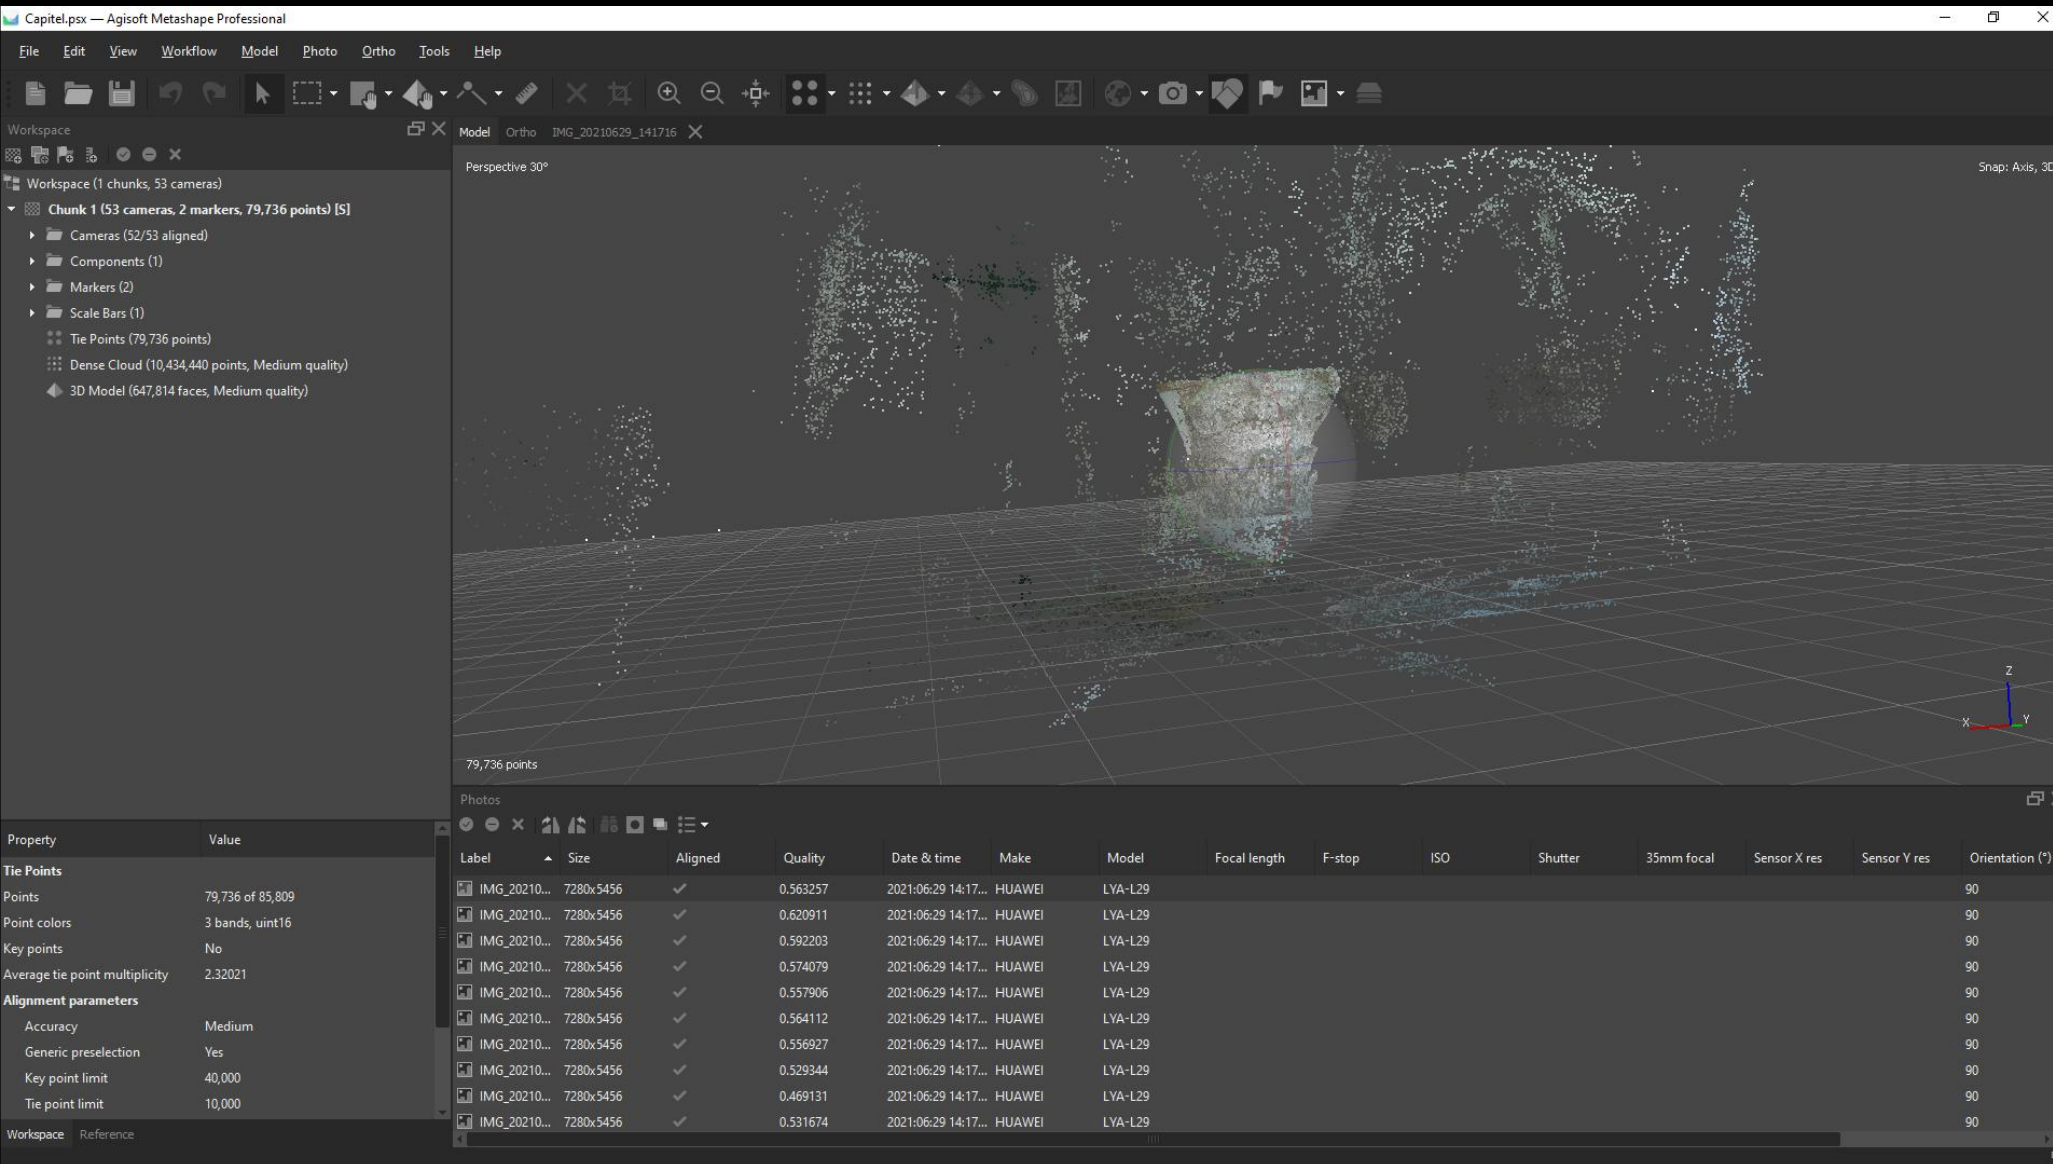 Capitel.psx — Agisoft Metashape Professional
File Edit View Workflow Model Photo Ortho Tools Help
Workspace
Model Ortho IMG_20210629_141716
Perspective 30°
Snap: Axis, 3D
Workspace (1 chunks, 53 cameras)
Chunk 1 (53 cameras, 2 markers, 79,736 points) [S]
Cameras (52/53 aligned)
Components (1)
Markers (2)
Scale Bars (1)
Tie Points (79,736 points)
Dense Cloud (10,434,440 points, Medium quality)
3D Model (647,814 faces, Medium quality)
Z
X Y
79,736 points
Property Value
Tie Points
Points 79,736 of 85,809
Point colors 3 bands, uint16
Key points No
Average tie point multiplicity 2.32021
Alignment parameters
Accuracy Medium
Generic preselection Yes
Key point limit 40,000
Tie point limit 10,000
Workspace Reference
Photos
Label Size Aligned Quality Date & time Make Model Focal length F-stop ISO Shutter 35mm focal Sensor X res Sensor Y res Orientation (°)
IMG_20210... 7280x5456 0.563257 2021:06:29 14:17... HUAWEI LYA-L29 90
IMG_20210... 7280x5456 0.620911 2021:06:29 14:17... HUAWEI LYA-L29 90
IMG_20210... 7280x5456 0.592203 2021:06:29 14:17... HUAWEI LYA-L29 90
IMG_20210... 7280x5456 0.574079 2021:06:29 14:17... HUAWEI LYA-L29 90
IMG_20210... 7280x5456 0.557906 2021:06:29 14:17... HUAWEI LYA-L29 90
IMG_20210... 7280x5456 0.564112 2021:06:29 14:17... HUAWEI LYA-L29 90
IMG_20210... 7280x5456 0.556927 2021:06:29 14:17... HUAWEI LYA-L29 90
IMG_20210... 7280x5456 0.529344 2021:06:29 14:17... HUAWEI LYA-L29 90
IMG_20210... 7280x5456 0.469131 2021:06:29 14:17... HUAWEI LYA-L29 90
IMG_20210... 7280x5456 0.531674 2021:06:29 14:17... HUAWEI LYA-L29 90